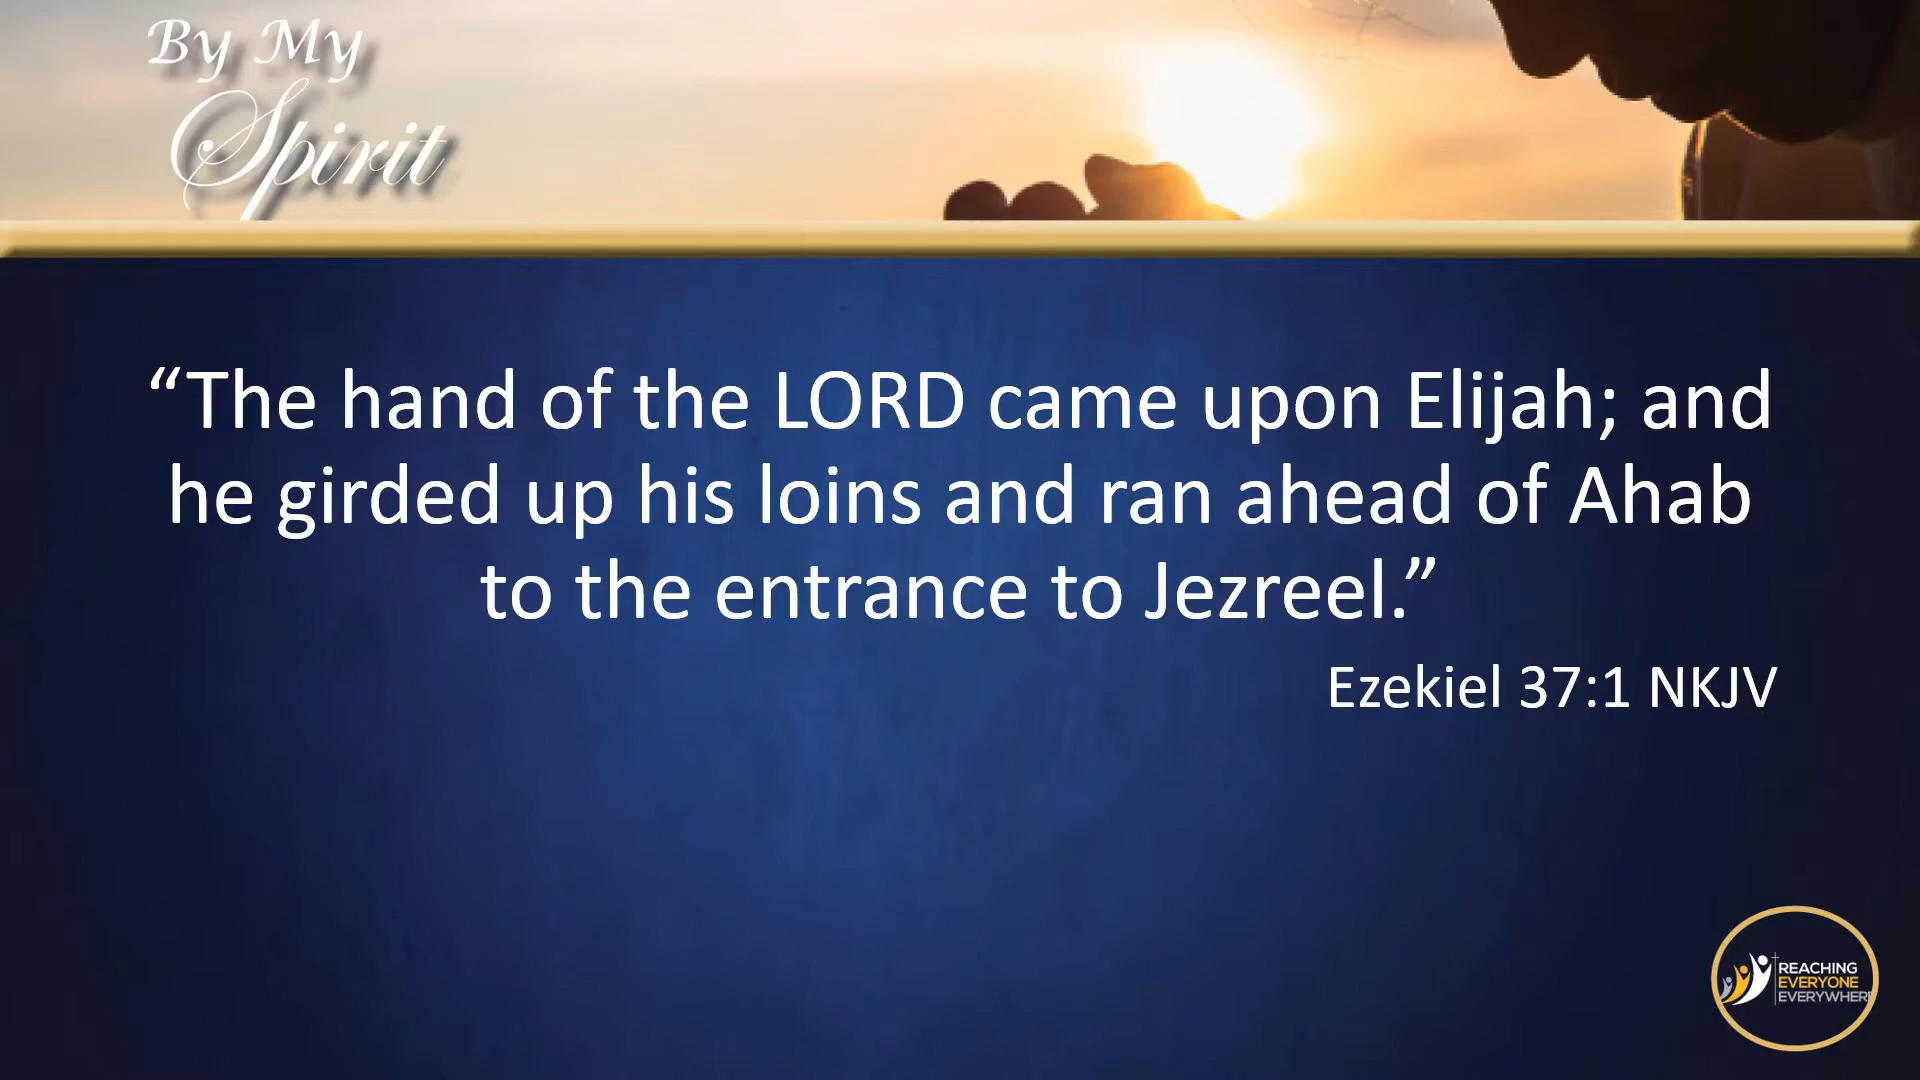 By My
Spirit
“The hand of the LORD came upon Elijah; and
he girded up his loins and ran ahead of Ahab
to the entrance to Jezreel.”
Ezekiel 37:1 NKJV
REACHING
EVERYONE
EVERYWHERE